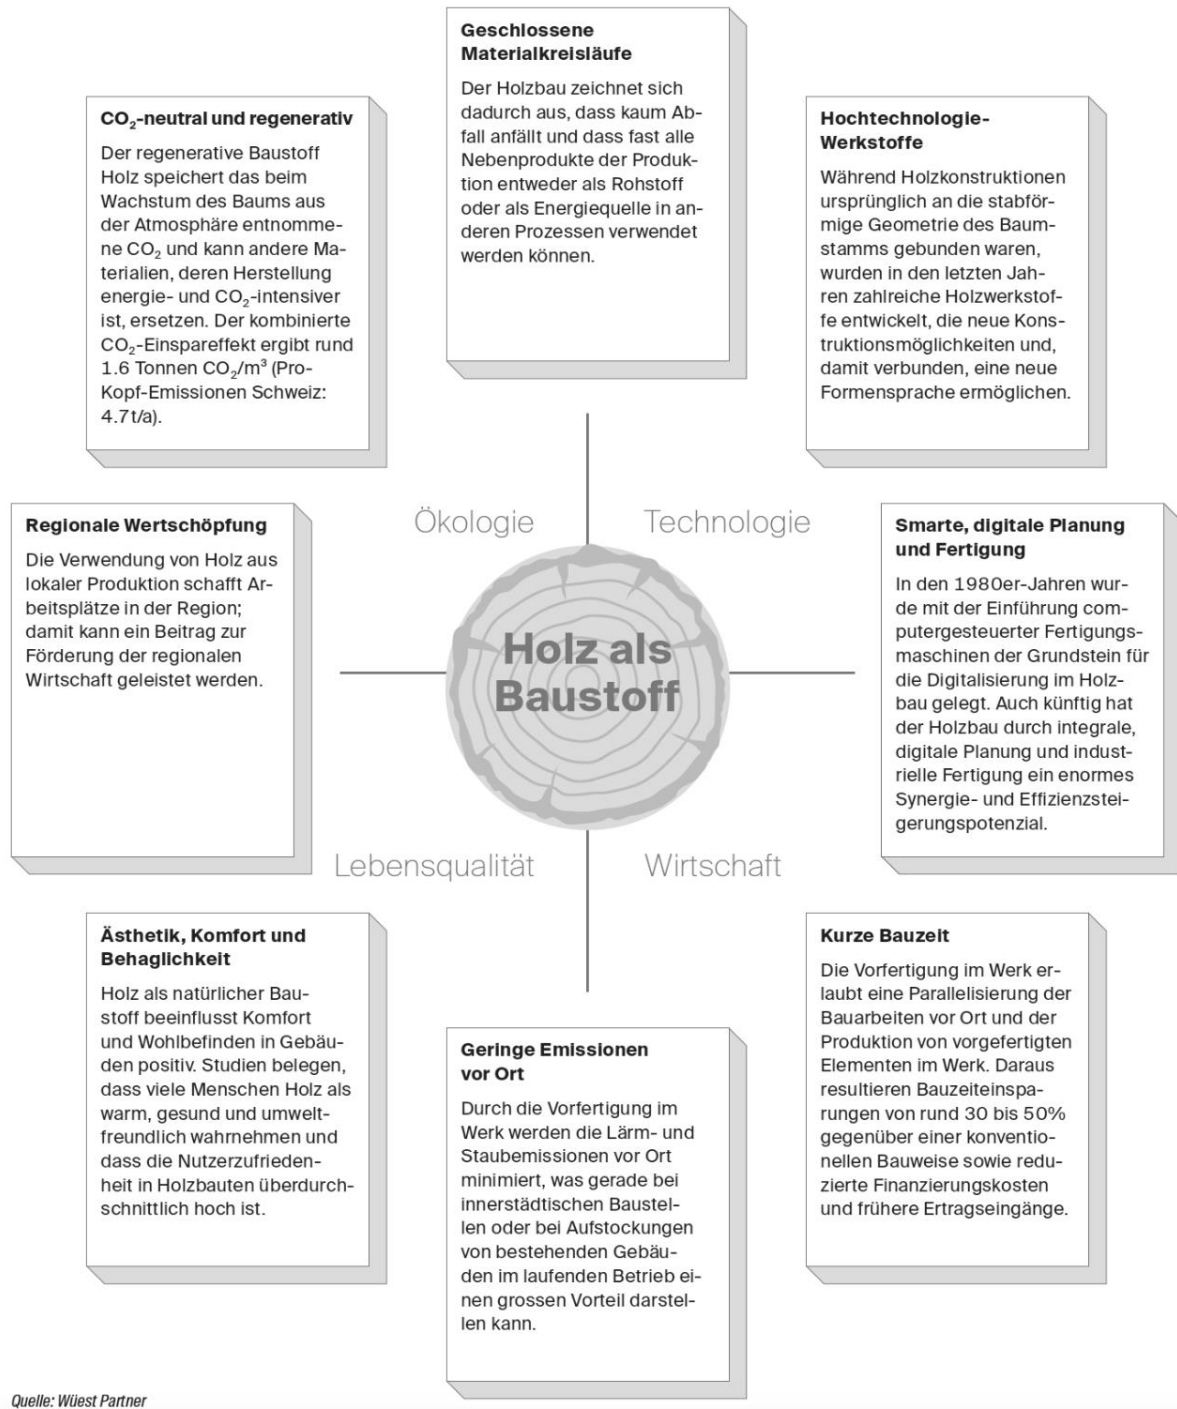 Geschlossene
Materialkreisläufe
Der Holzbau zeichnet sich
dadurch aus, dass kaum Ab-
fall anfällt und dass fast alle
Nebenprodukte der Produk-
tion entweder als Rohstoff
oder als Energiequelle in an-
deren Prozessen verwendet
werden können.
CO₂-neutral und regenerativ
Der regenerative Baustoff
Holz speichert das beim
Wachstum des Baums aus
der Atmosphäre entnomme-
ne CO₂ und kann andere Ma-
terialien, deren Herstellung
energie- und CO₂-intensiver
ist, ersetzen. Der kombinierte
CO₂-Einspareffekt ergibt rund
1.6 Tonnen CO₂/m³ (Pro-
Kopf-Emissionen Schweiz:
4.7 t/a).
Hochtechnologie-
Werkstoffe
Während Holzkonstruktionen
ursprünglich an die stabför-
mige Geometrie des Baum-
stamms gebunden waren,
wurden in den letzten Jah-
ren zahlreiche Holzwerkstof-
fe entwickelt, die neue Kons-
truktionsmöglichkeiten und,
damit verbunden, eine neue
Formensprache ermöglichen.
Ökologie
Technologie
Regionale Wertschöpfung
Die Verwendung von Holz aus
lokaler Produktion schafft Ar-
beitsplätze in der Region;
damit kann ein Beitrag zur
Förderung der regionalen
Wirtschaft geleistet werden.
Holz als
Baustoff
Smarte, digitale Planung
und Fertigung
In den 1980er-Jahren wur-
de mit der Einführung com-
putergesteuerter Fertigungs-
maschinen der Grundstein für
die Digitalisierung im Holz-
bau gelegt. Auch künftig hat
der Holzbau durch integrale,
digitale Planung und indust-
rielle Fertigung ein enormes
Synergie- und Effizienzstei-
gerungspotenzial.
Lebensqualität
Wirtschaft
Ästhetik, Komfort und
Behaglichkeit
Holz als natürlicher Bau-
stoff beeinflusst Komfort
und Wohlbefinden in Gebäu-
den positiv. Studien belegen,
dass viele Menschen Holz als
warm, gesund und umwelt-
freundlich wahrnehmen und
dass die Nutzerzufrieden-
heit in Holzbauten überdurch-
schnittlich hoch ist.
Geringe Emissionen
vor Ort
Durch die Vorfertigung im
Werk werden die Lärm- und
Staubemissionen vor Ort
minimiert, was gerade bei
innerstädtischen Baustel-
len oder bei Aufstockungen
von bestehenden Gebäu-
den im laufenden Betrieb ei-
nen grossen Vorteil darstel-
len kann.
Kurze Bauzeit
Die Vorfertigung im Werk er-
laubt eine Parallelisierung der
Bauarbeiten vor Ort und der
Produktion von vorgefertigten
Elementen im Werk. Daraus
resultieren Bauzeiteinspa-
rungen von rund 30 bis 50%
gegenüber einer konventio-
nellen Bauweise sowie redu-
zierte Finanzierungskosten
und frühere Ertragseingänge.
Quelle: Wüest Partner